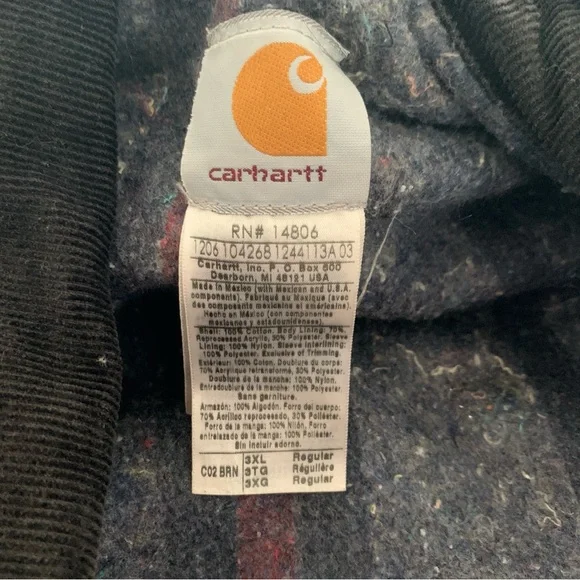 carhartt
RN# 14806
1206 104268 1244113A 03
Carhartt, Inc. P. O. Box 600
Dearborn, MI 48121 USA
Made in Mexico (with Mexican and U.S.A.
components). Fabriqué au Mexique (avec
des composants mexicains et américains).
Hecho en México (con componentes
mexicanos y estadunidenses).
Shell: 100% Cotton. Body Lining: 70%
Reprocessed Acrylic, 30% Polyester. Sleeve
Lining: 100% Nylon. Sleeve interlining:
100% Polyester. Exclusive of Trimming.
Extérieur: 100% Coton. Doublure du corps:
70% Acrylique retransformé, 30% Polyester.
Doublure de la manche: 100% Nylon.
Entredoublure de la manche: 100% Polyester.
Sans garniture.
Armazón: 100% Algodón. Forro del cuerpo:
70% Acrílico reprocesado, 30% Poliéster.
Forro de la manga: 100% Nilón. Forro
entrelazado de la manga: 100% Poliéster.
Sin incluir adorno.
C02 BRN 3XL Regular
3TG Régulière
3XG Regular